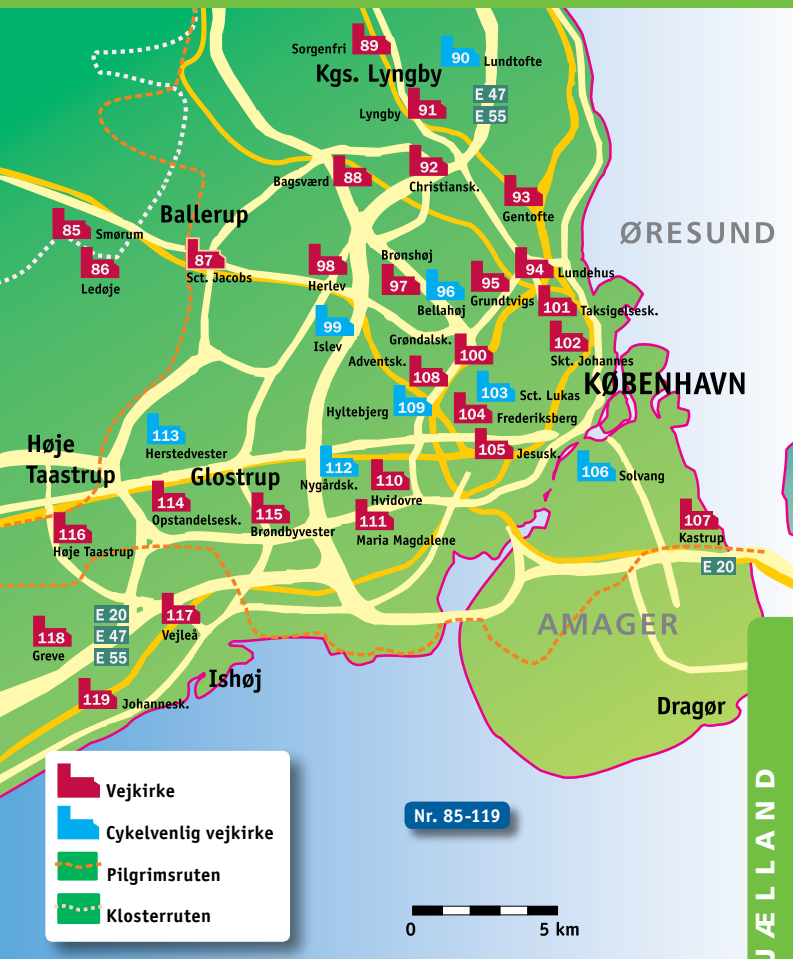 89
Sorgenfri
90
Lundtofte
Kgs. Lyngby
91
Lyngby
E 47
E 55
92
Christiansk.
88
Bagsværd
93
Gentofte
Ballerup
85
Smørum
86
Ledøje
87
Sct. Jacobs
98
Herlev
Brønshøj
97
96
Bellahøj
95
Grundtvigs
94
Lundehus
ØRESUND
101
Taksigelsesk.
99
Islev
Grøndalsk.
100
102
Skt. Johannes
Adventsk.
108
KØBENHAVN
103
Sct. Lukas
Hyltebjerg
109
104
Frederiksberg
113
Herstedvester
105
Jesusk.
Høje
Taastrup
Glostrup
112
Nygårdsk.
110
Hvidovre
106
Solvang
114
Opstandelsesk.
115
Brøndbyvester
111
Maria Magdalene
107
Kastrup
116
Høje Taastrup
E 20
E 20
E 47
E 55
117
Vejleå
118
Greve
AMAGER
Ishøj
119
Johannesk.
Dragør
Vejkirke
Cykelvenlig vejkirke
Pilgrimsruten
Klosterruten
Nr. 85-119
0
5 km
JÆLLAND